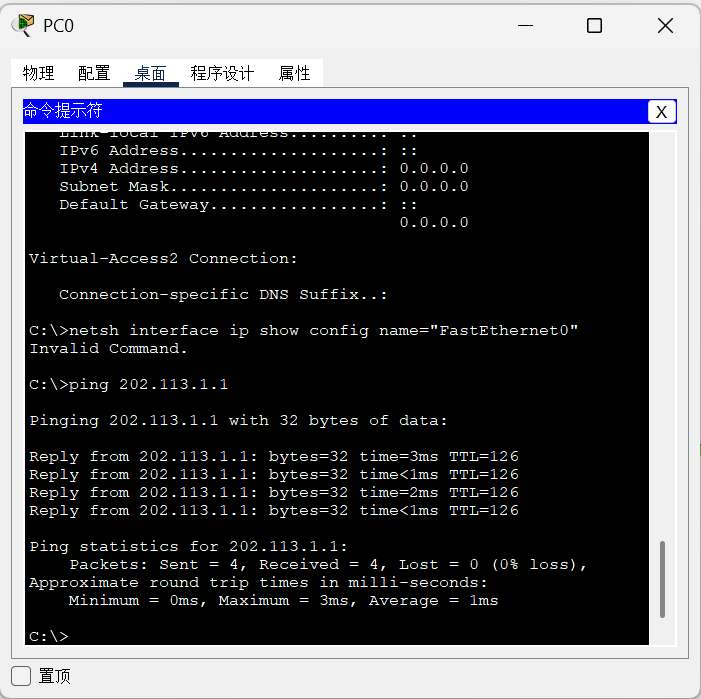 PC0
物理 配置 桌面 程序设计 属性
命令提示符 X
Link-local IPv6 Address.........: ::
IPv6 Address....................: ::
IPv4 Address....................: 0.0.0.0
Subnet Mask.....................: 0.0.0.0
Default Gateway.................: ::
0.0.0.0
Virtual-Access2 Connection:
Connection-specific DNS Suffix..:
C:\>netsh interface ip show config name="FastEthernet0"
Invalid Command.
C:\>ping 202.113.1.1
Pinging 202.113.1.1 with 32 bytes of data:
Reply from 202.113.1.1: bytes=32 time=3ms TTL=126
Reply from 202.113.1.1: bytes=32 time<1ms TTL=126
Reply from 202.113.1.1: bytes=32 time=2ms TTL=126
Reply from 202.113.1.1: bytes=32 time<1ms TTL=126
Ping statistics for 202.113.1.1:
Packets: Sent = 4, Received = 4, Lost = 0 (0% loss),
Approximate round trip times in milli-seconds:
Minimum = 0ms, Maximum = 3ms, Average = 1ms
C:\>
置顶